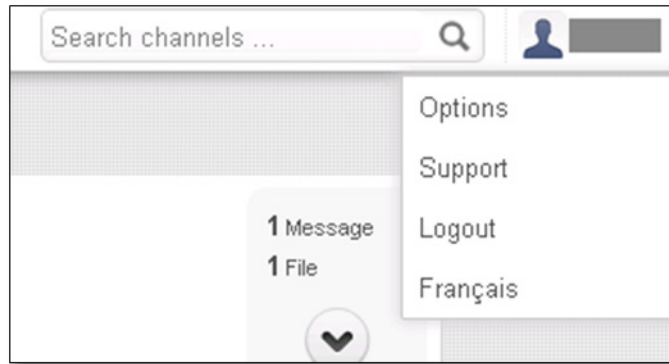 Search channels ...
Options
Support
Logout
Français
1 Message
1 File